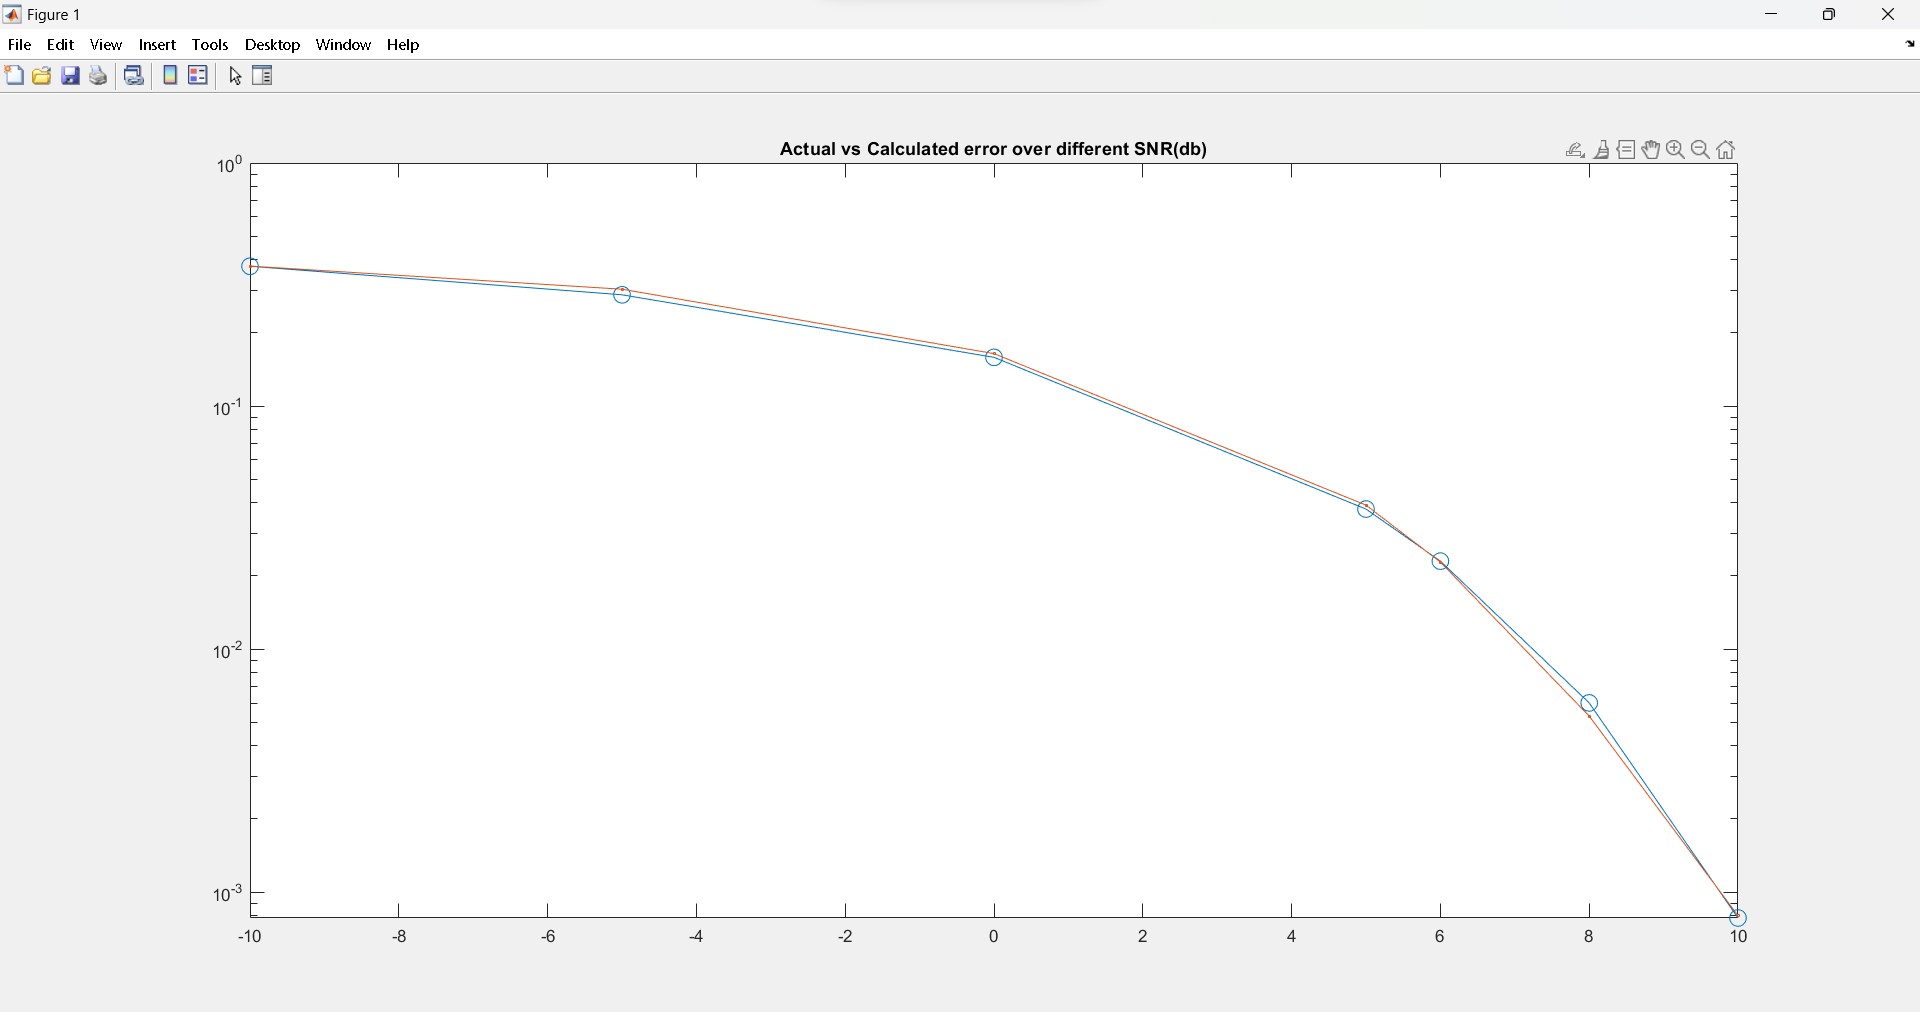 Figure 1
File Edit View Insert Tools Desktop Window Help
Actual vs Calculated error over different SNR(db)
10^0
10^-1
10^-2
10^-3
-10 -8 -6 -4 -2 0 2 4 6 8 10